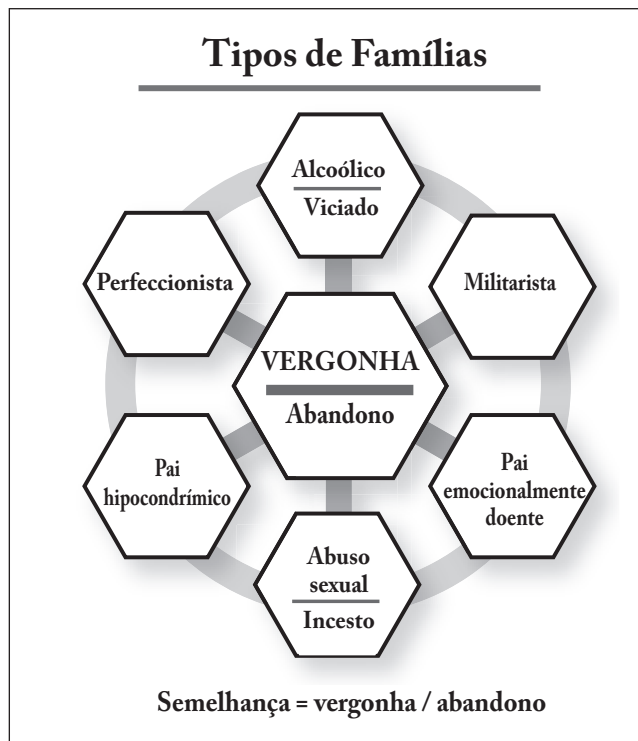 Tipos de Famílias
Alcoólico
Viciado
Perfeccionista
Militarista
VERGONHA
Abandono
Pai
hipocondrímico
Pai
emocionalmente
doente
Abuso
sexual
Incesto
Semelhança = vergonha / abandono